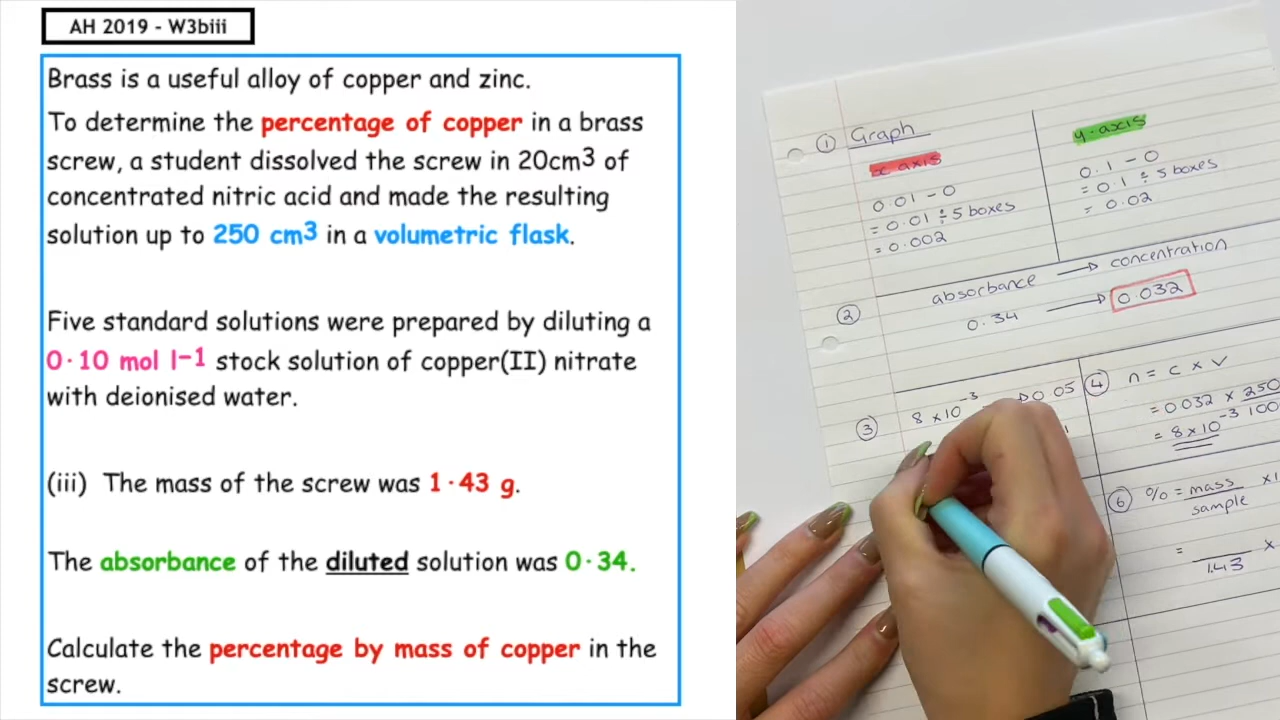 AH 2019 - W3biii
Brass is a useful alloy of copper and zinc.
To determine the percentage of copper in a brass
screw, a student dissolved the screw in 20cm3 of
concentrated nitric acid and made the resulting
solution up to 250 cm3 in a volumetric flask.
Five standard solutions were prepared by diluting a
0·10 mol l−1 stock solution of copper(II) nitrate
with deionised water.
(iii) The mass of the screw was 1·43 g.
The absorbance of the diluted solution was 0·34.
Calculate the percentage by mass of copper in the
screw.
① Graph
x axis
0.01 - 0
= 0.01 ÷ 5 boxes
= 0.002
y-axis
0.1 - 0
= 0.1 ÷ 5 boxes
= 0.02
②
absorbance → concentration
0.34 → 0.032
③ 8 x 10⁻³ → 0.05
④ n = c x v
= 0.032 x 250
= 8 x 10⁻³
⑥ % = mass
sample
=
1.43 x